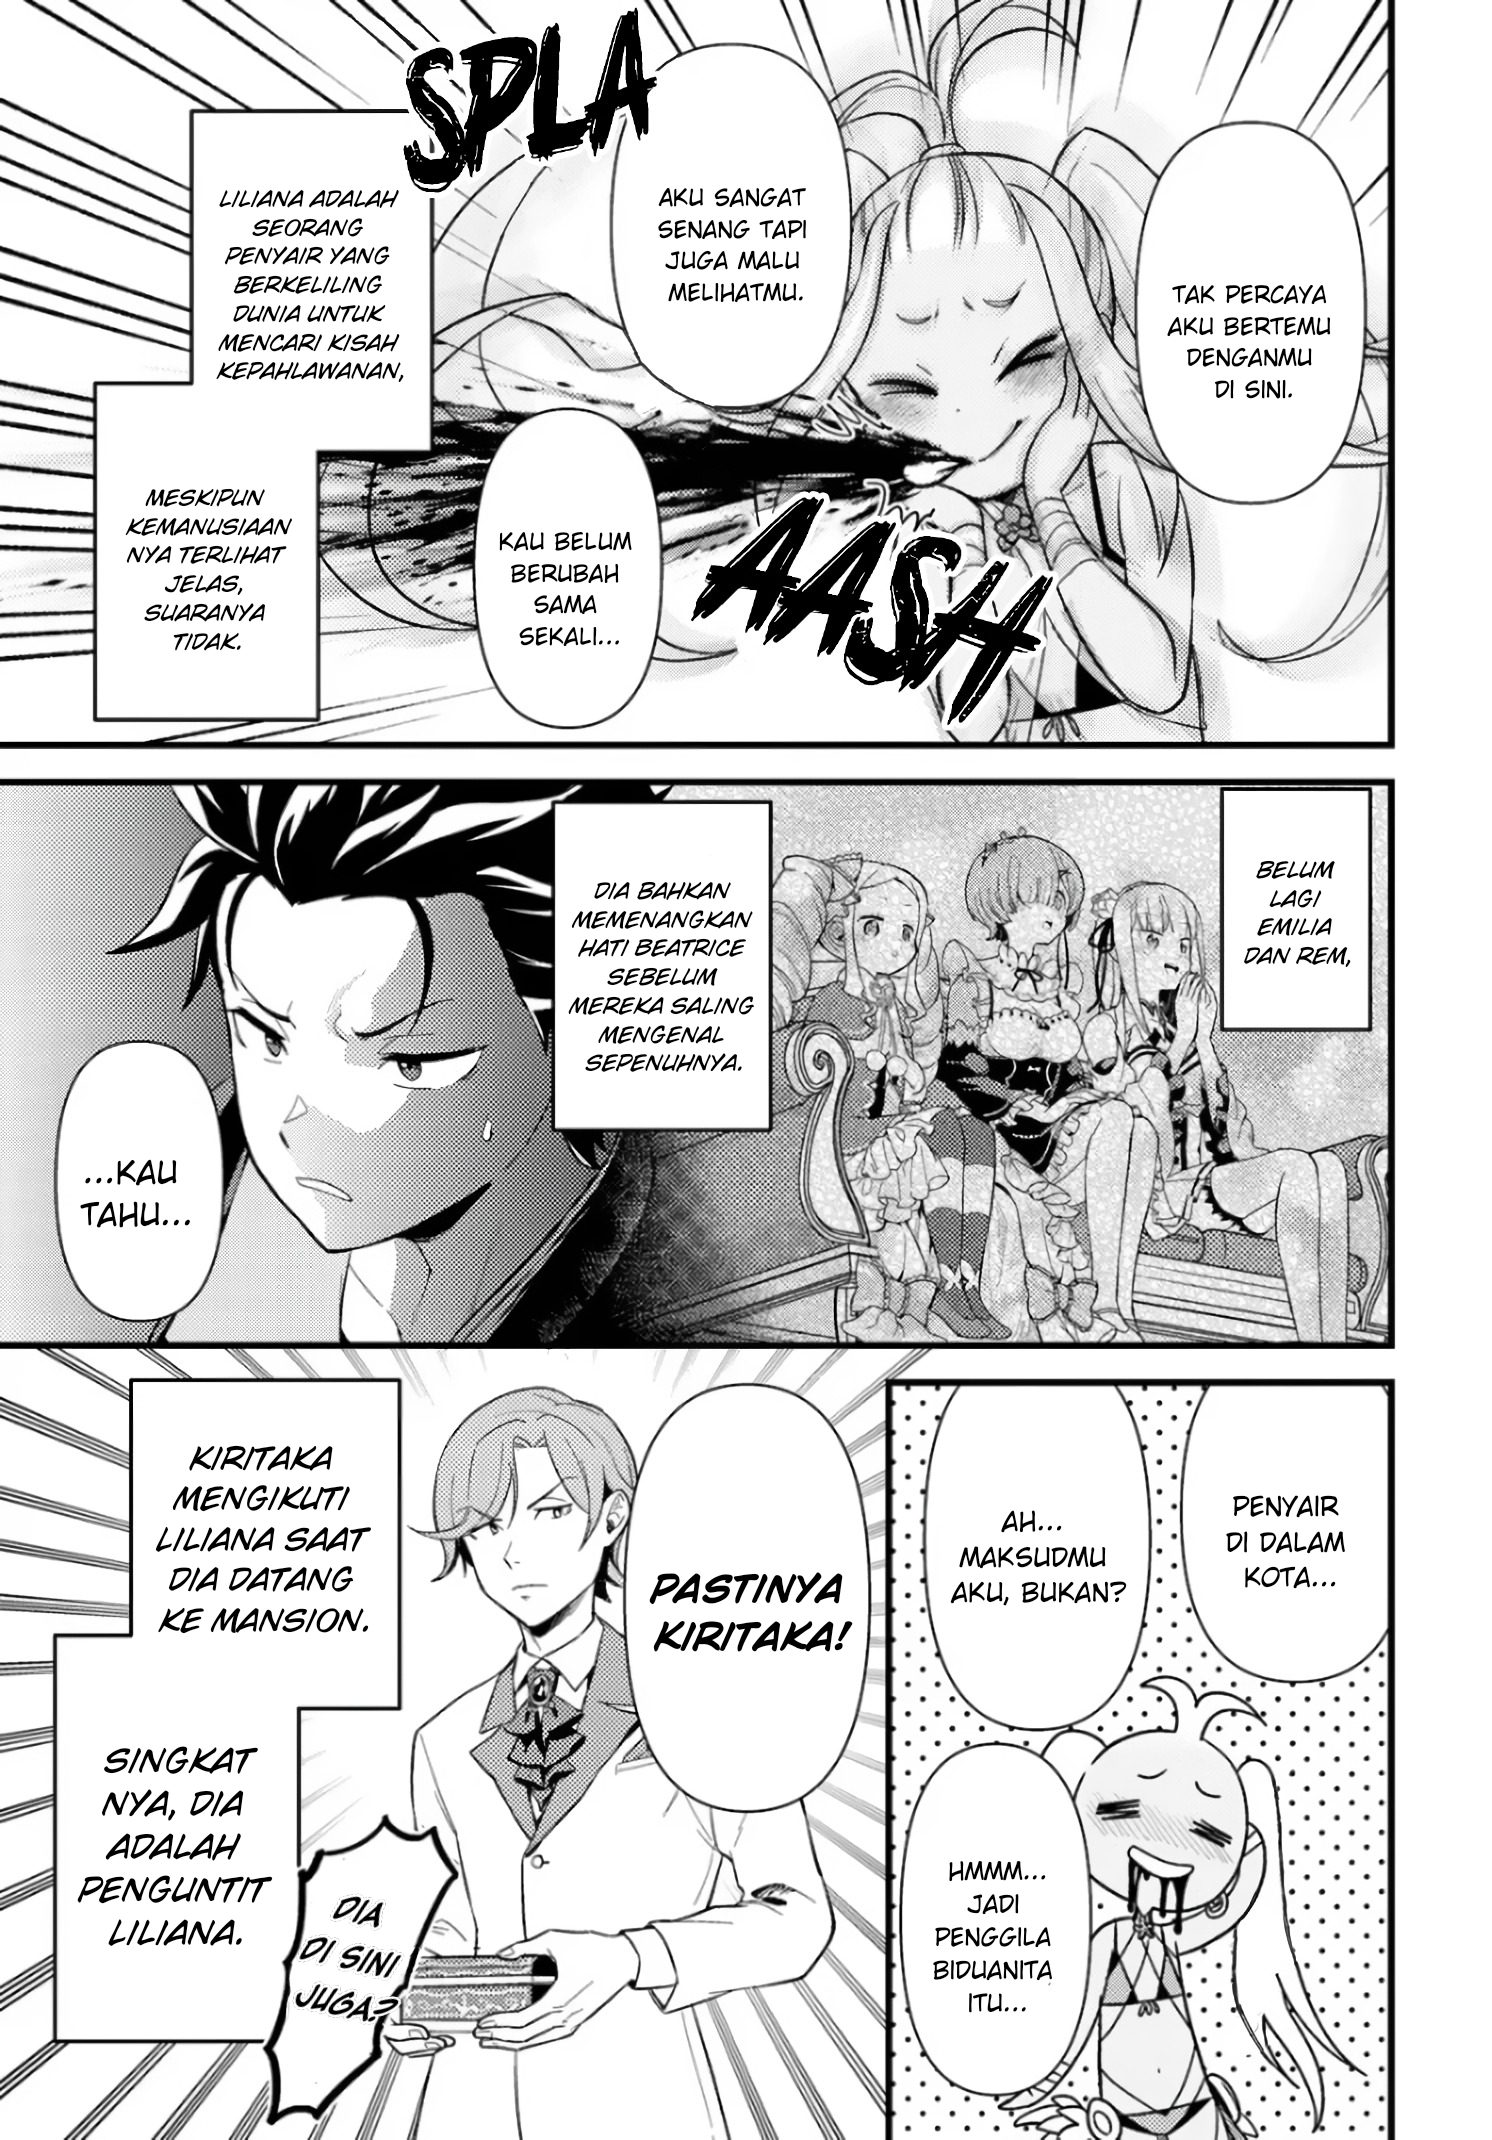 TAK PERCAYA
AKU BERTEMU
DENGANMU
DI SINI.
AKU SANGAT
SENANG TAPI
JUGA MALU
MELIHATMU.
SPLA
AASH
KAU BELUM
BERUBAH
SAMA
SEKALI...
LILIANA ADALAH
SEORANG
PENYAIR YANG
BERKELILING
DUNIA UNTUK
MENCARI KISAH
KEPAHLAWANAN,
MESKIPUN
KEMANUSIAAN
NYA TERLIHAT
JELAS,
SUARANYA
TIDAK.
BELUM
LAGI
EMILIA
DAN REM,
DIA BAHKAN
MEMENANGKAN
HATI BEATRICE
SEBELUM
MEREKA SALING
MENGENAL
SEPENUHNYA.
...KAU
TAHU...
PENYAIR
DI DALAM
KOTA...
AH...
MAKSUDMU
AKU, BUKAN?
HMMM...
JADI
PENGGILA
BIDUANITA
ITU...
PASTINYA
KIRITAKA!
KIRITAKA
MENGIKUTI
LILIANA SAAT
DIA DATANG
KE MANSION.
SINGKAT
NYA, DIA
ADALAH
PENGUNTIT
LILIANA.
DIA
DI SINI
JUGA?